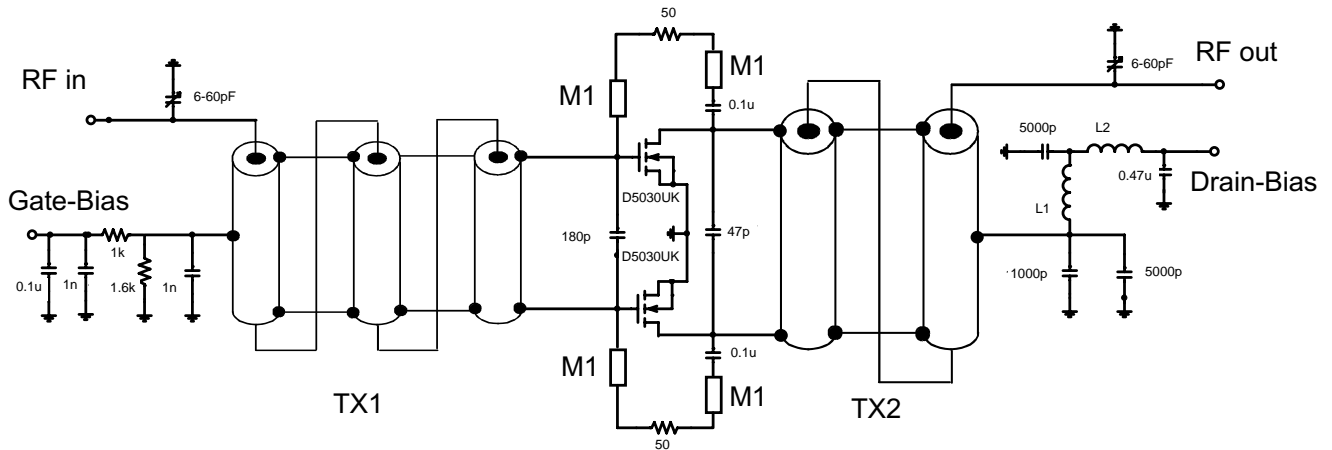 50
M1
M1
0.1u
RF in
6-60pF
RF out
6-60pF
5000p
L2
0.47u
Drain-Bias
L1
1000p
5000p
Gate-Bias
1k
0.1u
1n
1.6k
1n
D5030UK
180p
47p
D5030UK
0.1u
M1
M1
50
TX1
TX2